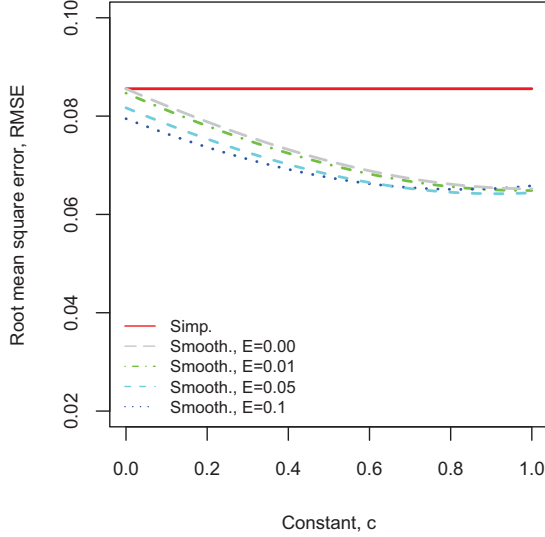 Root mean square error, RMSE
0.10
0.08
0.06
0.04
0.02
Simp.
Smooth., E=0.00
Smooth., E=0.01
Smooth., E=0.05
Smooth., E=0.1
0.0 0.2 0.4 0.6 0.8 1.0
Constant, c